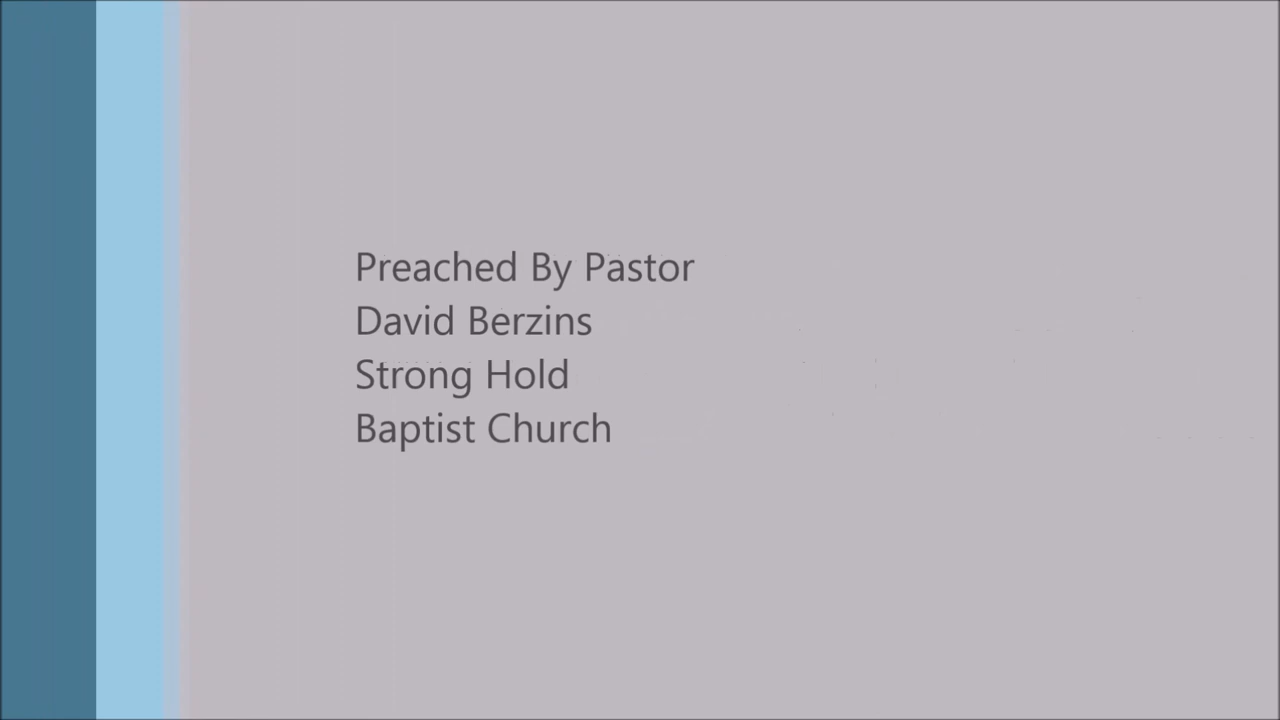 Preached By Pastor
David Berzins
Strong Hold
Baptist Church